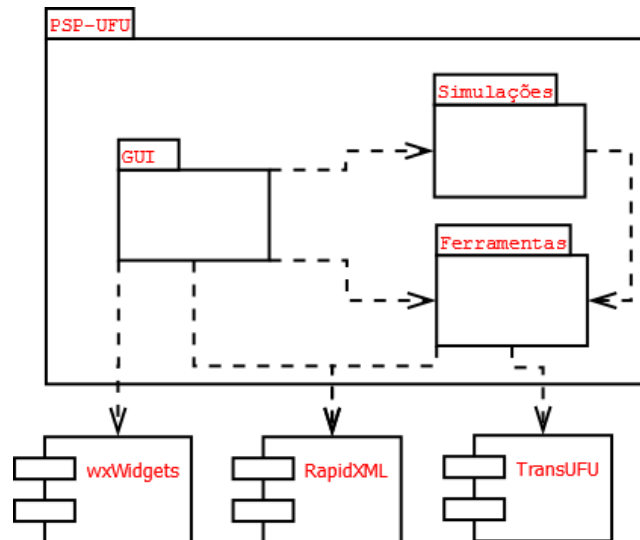 PSP-UFU
Simulações
GUI
Ferramentas
wxWidgets
RapidXML
TransUFU